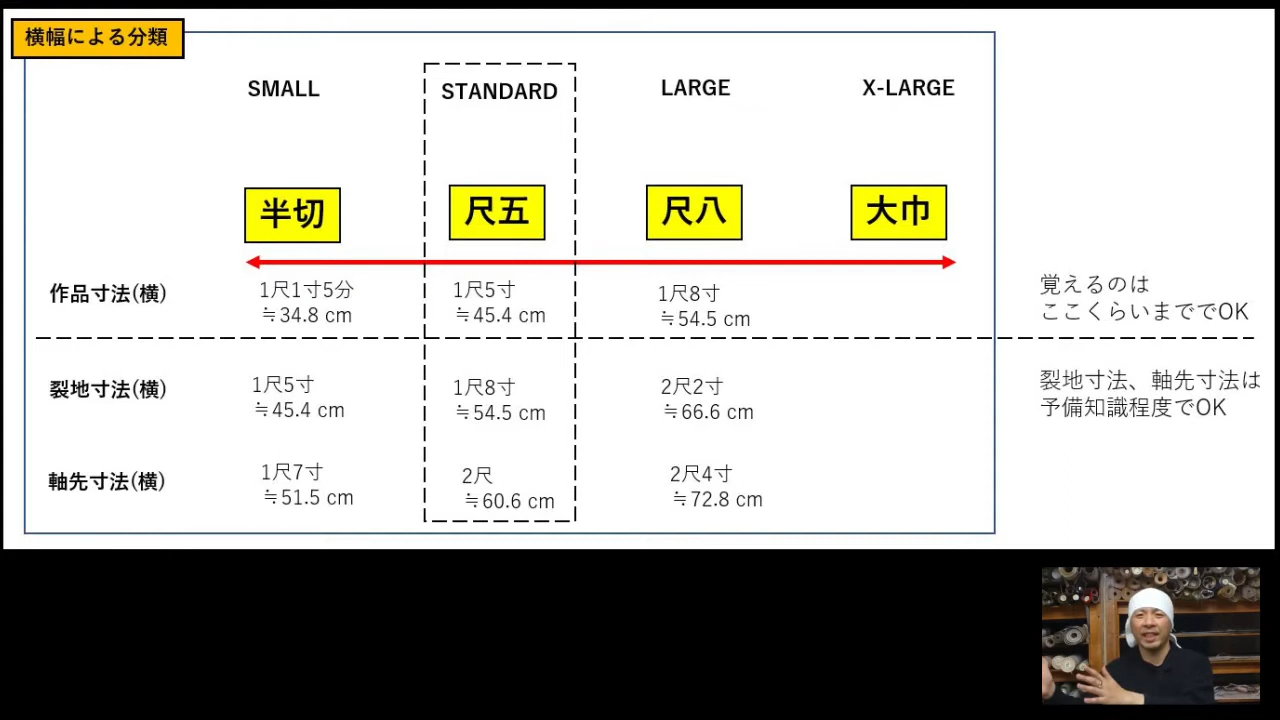 横幅による分類
SMALL
STANDARD
LARGE
X-LARGE
半切
尺五
尺八
大巾
作品寸法(横)
1尺1寸5分
≒34.8 cm
1尺5寸
≒45.4 cm
1尺8寸
≒54.5 cm
覚えるのは
ここくらいまででOK
裂地寸法(横)
1尺5寸
≒45.4 cm
1尺8寸
≒54.5 cm
2尺2寸
≒66.6 cm
裂地寸法、軸先寸法は
予備知識程度でOK
軸先寸法(横)
1尺7寸
≒51.5 cm
2尺
≒60.6 cm
2尺4寸
≒72.8 cm